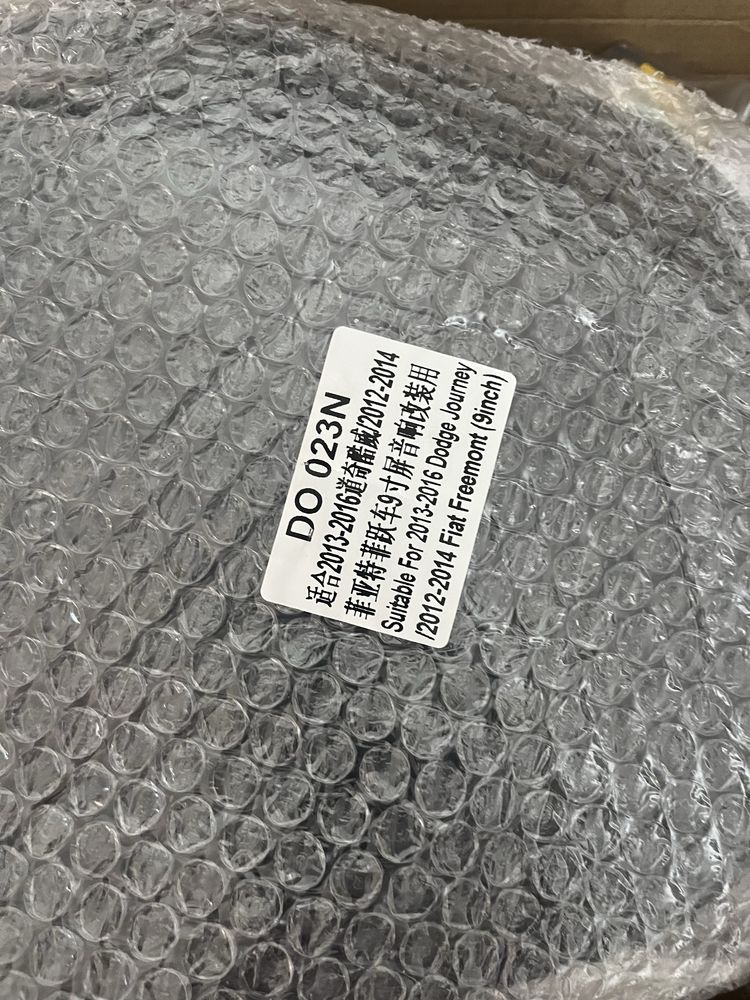 DO 023N
适合2013-2016道奇酷威/2012-2014
菲亚特菲跃车9寸屏音响改装用
Suitable For 2013-2016 Dodge Journey
/2012-2014 Fiat Freemont (9inch)